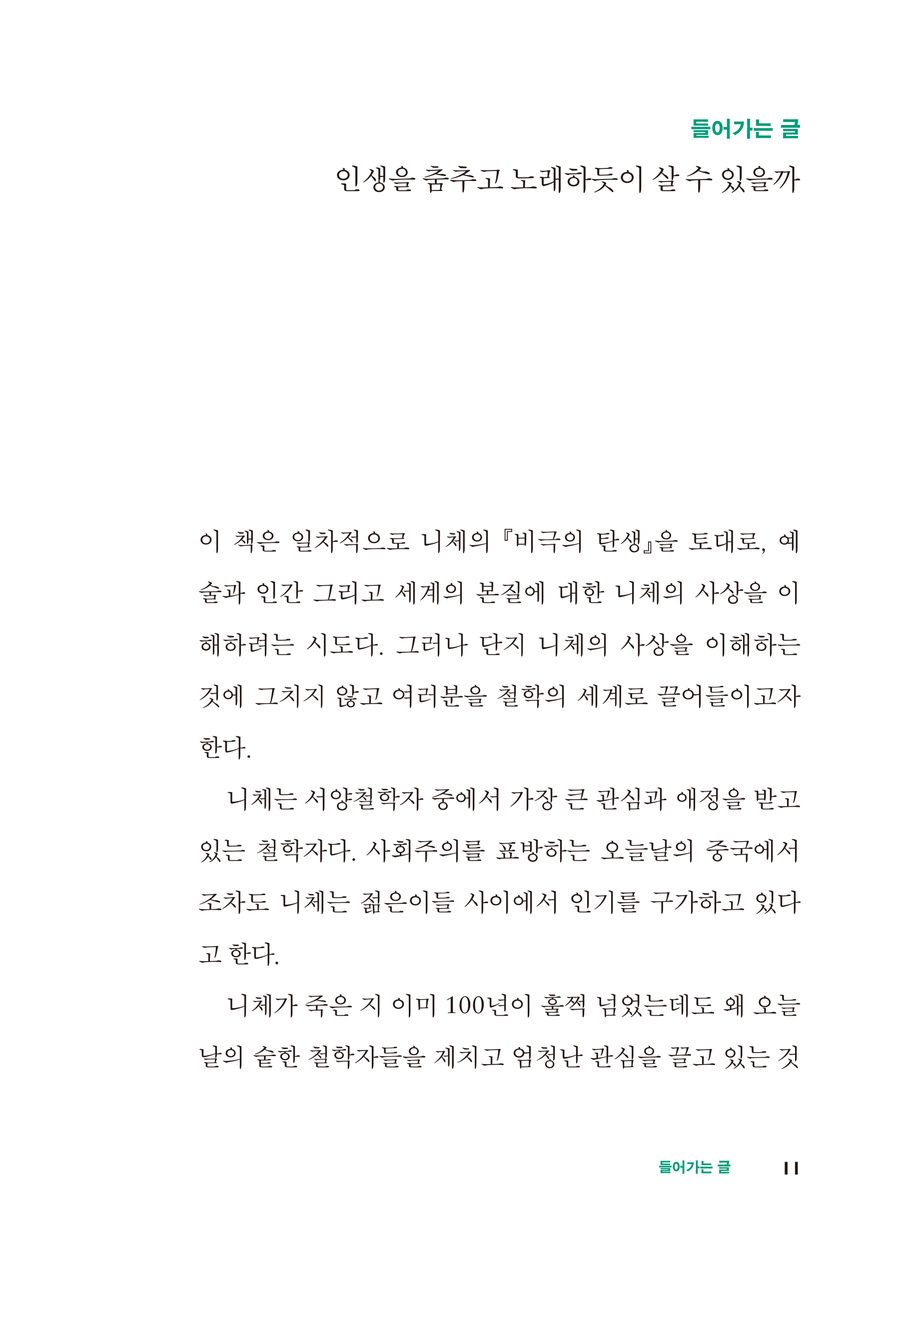 들어가는 글
인생을 춤추고 노래하듯이 살 수 있을까
이 책은 일차적으로 니체의 『비극의 탄생』을 토대로, 예
술과 인간 그리고 세계의 본질에 대한 니체의 사상을 이
해하려는 시도다. 그러나 단지 니체의 사상을 이해하는
것에 그치지 않고 여러분을 철학의 세계로 끌어들이고자
한다.
니체는 서양철학자 중에서 가장 큰 관심과 애정을 받고
있는 철학자다. 사회주의를 표방하는 오늘날의 중국에서
조차도 니체는 젊은이들 사이에서 인기를 구가하고 있다
고 한다.
니체가 죽은 지 이미 100년이 훌쩍 넘었는데도 왜 오늘
날의 숱한 철학자들을 제치고 엄청난 관심을 끌고 있는 것
들어가는 글 11